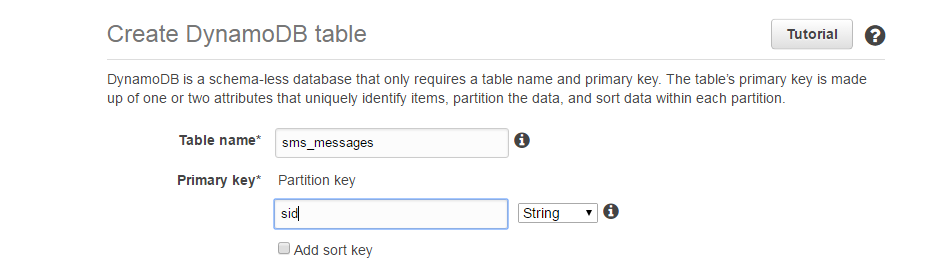 Create DynamoDB table
Tutorial
?
DynamoDB is a schema-less database that only requires a table name and primary key. The table's primary key is made
up of one or two attributes that uniquely identify items, partition the data, and sort data within each partition.
Table name* sms_messages
Primary key* Partition key
sid String
Add sort key